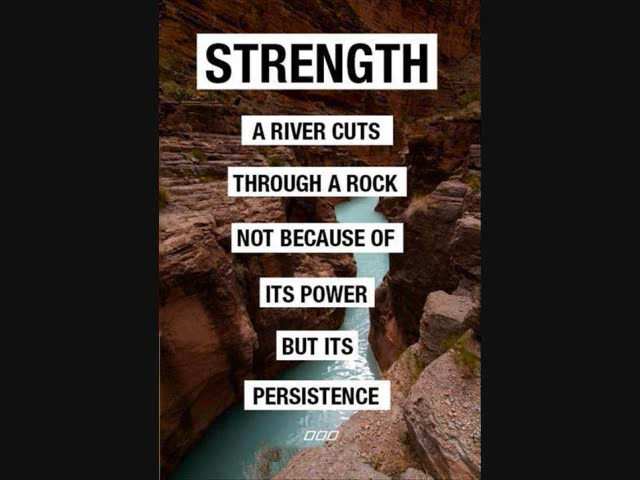 STRENGTH
A RIVER CUTS
THROUGH A ROCK
NOT BECAUSE OF
ITS POWER
BUT ITS
PERSISTENCE